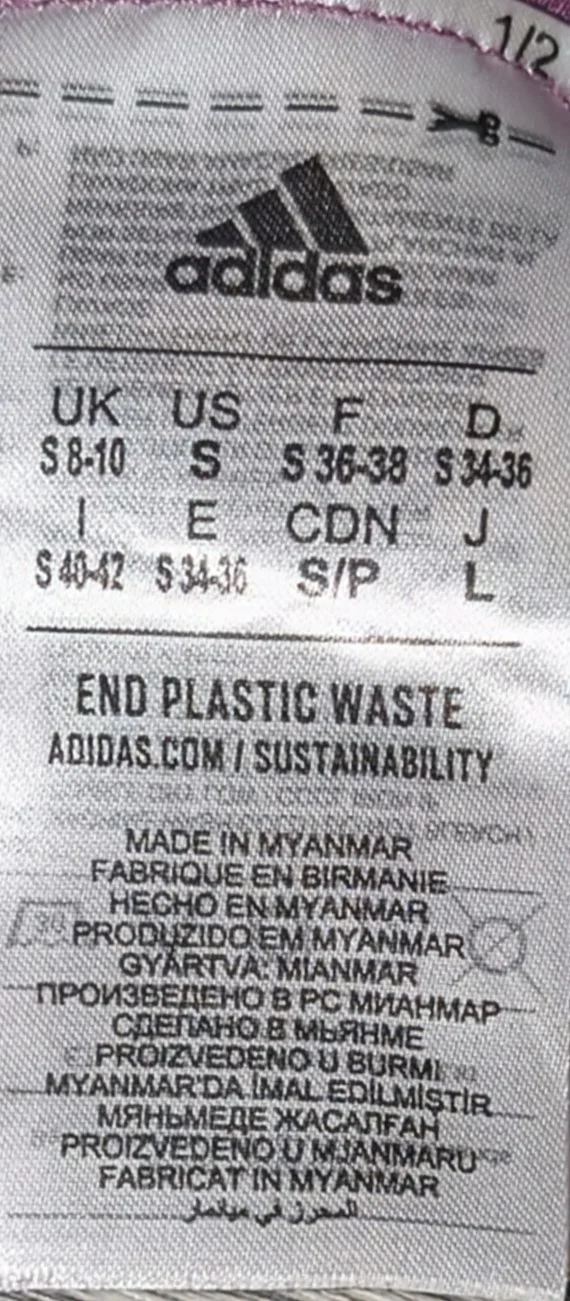 1/2
adidas
UK US F D
S 8-10 S S 36-38 S 34-36
I E CDN J
S 40-42 S 34-36 S/P L
END PLASTIC WASTE
ADIDAS.COM / SUSTAINABILITY
MADE IN MYANMAR
FABRIQUE EN BIRMANIE
HECHO EN MYANMAR
PRODUZIDO EM MYANMAR
GYÁRTVA: MIANMAR
ПРОИЗВЕДЕНО В РС МИАНМАР
СДЕЛАНО В МЬЯНМЕ
PROIZVEDENO U BURMI
MYANMAR'DA İMAL EDİLMİŞTİR
МЯНЬМЕДЕ ЖАСАЛҒАН
PROIZVEDENO U MJANMARU
FABRICAT IN MYANMAR
في ميانمار